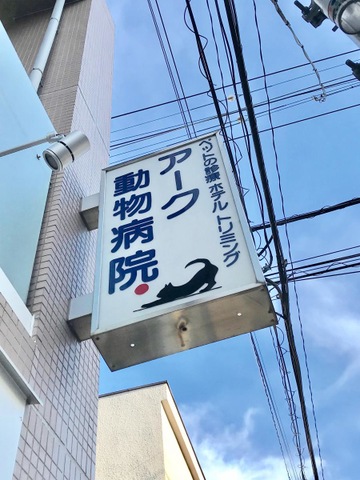 ペットの診療 ホテル トリミング
アーク
動物病院